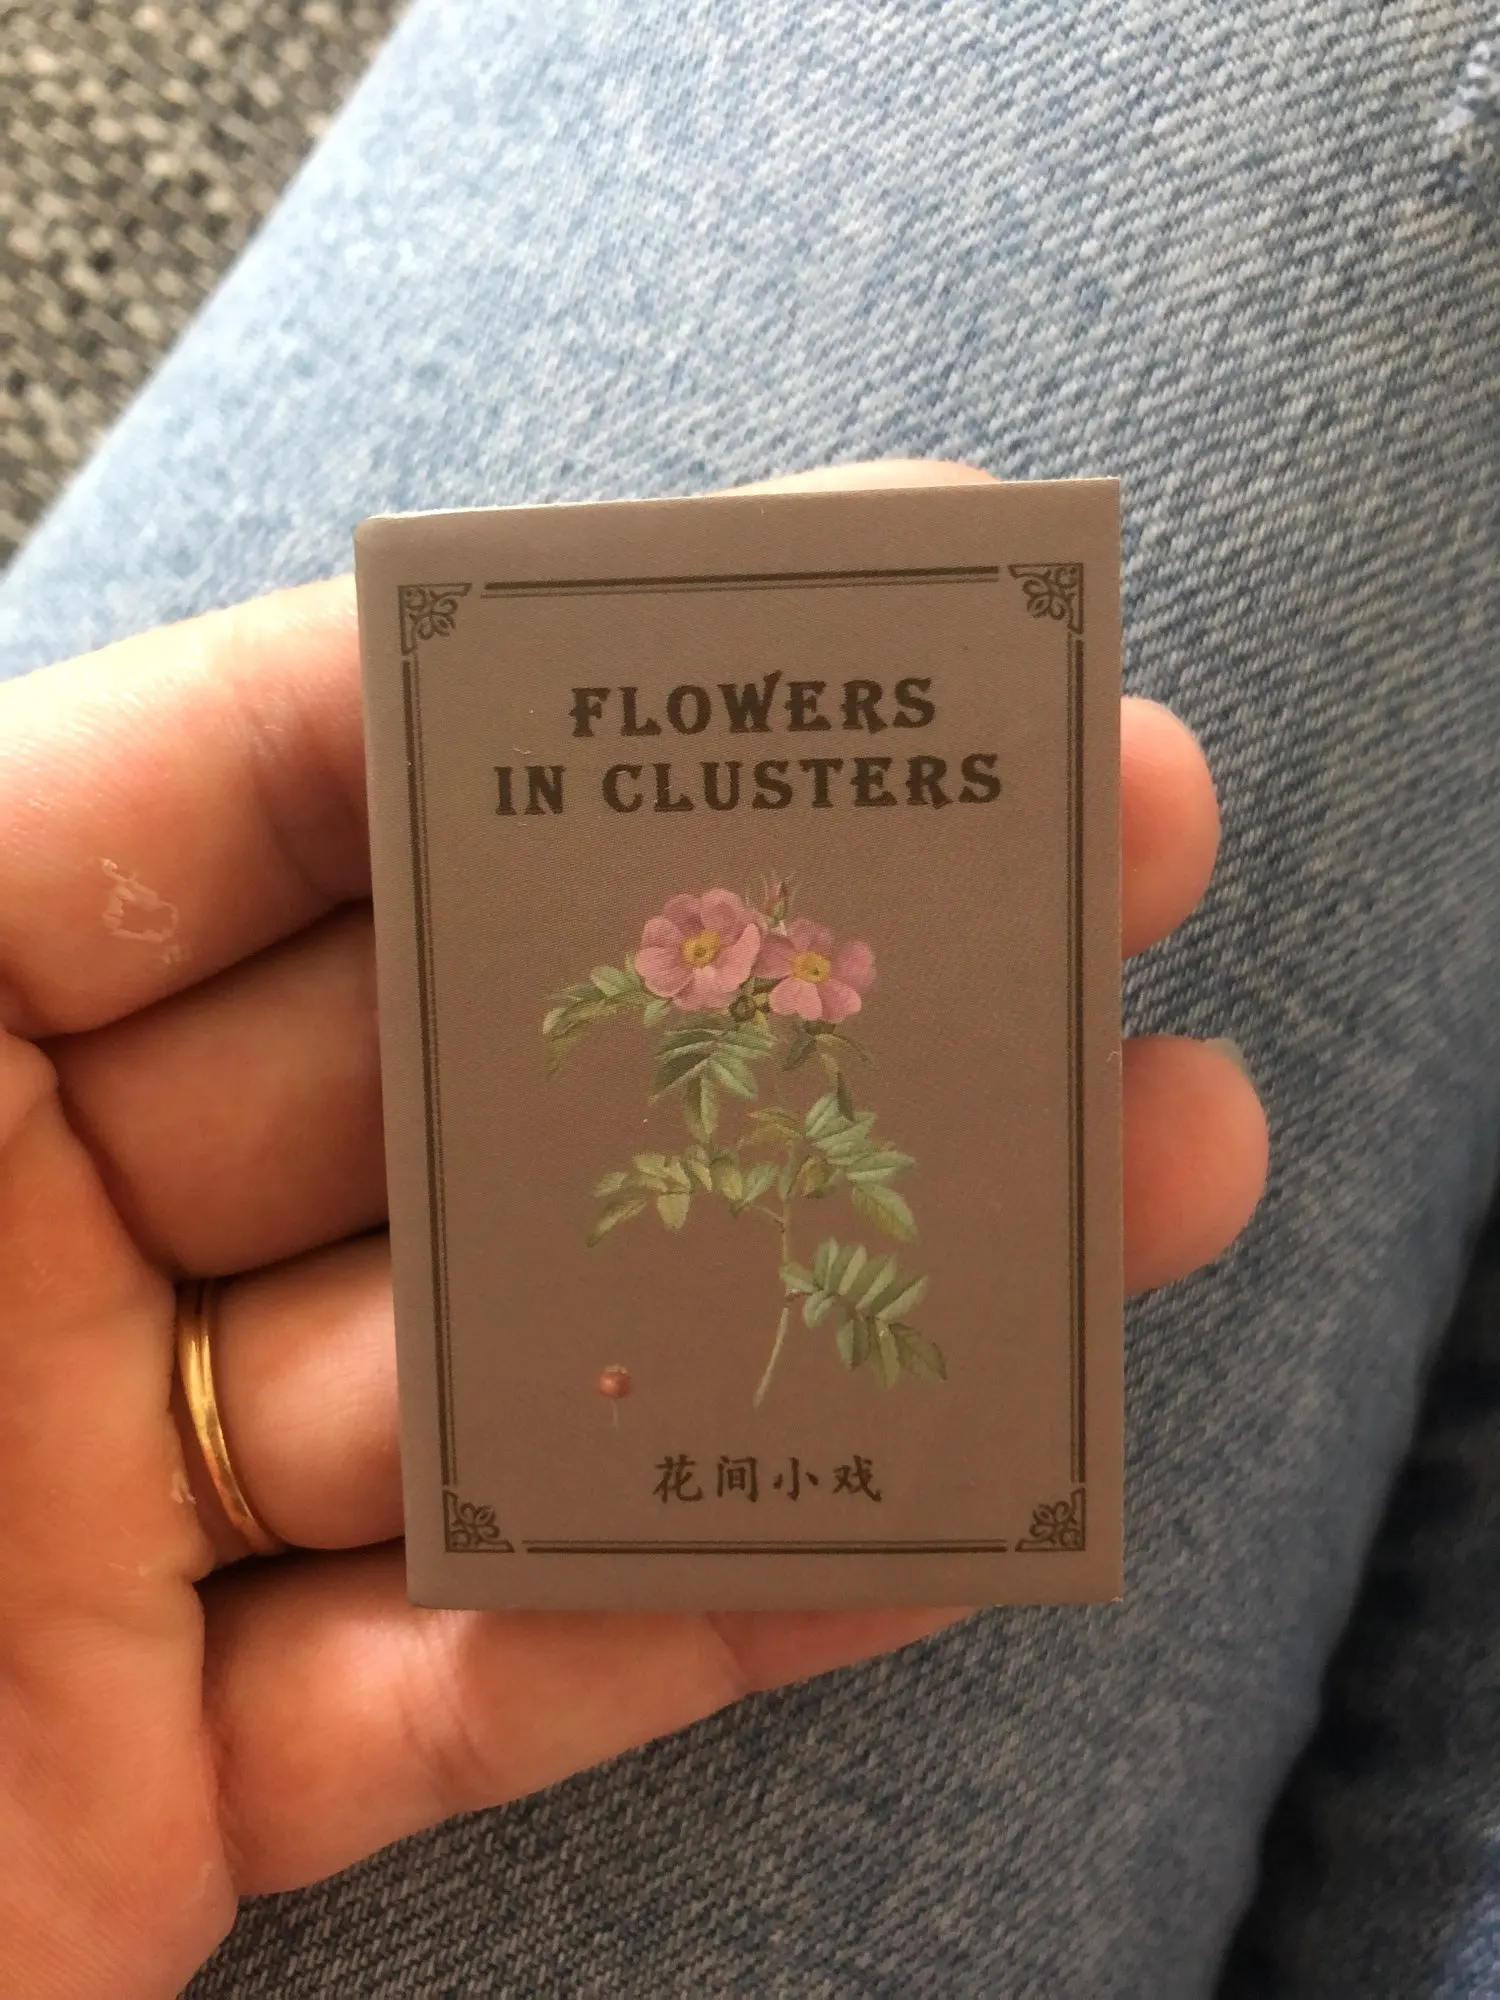 FLOWERS
IN CLUSTERS
花间小戏